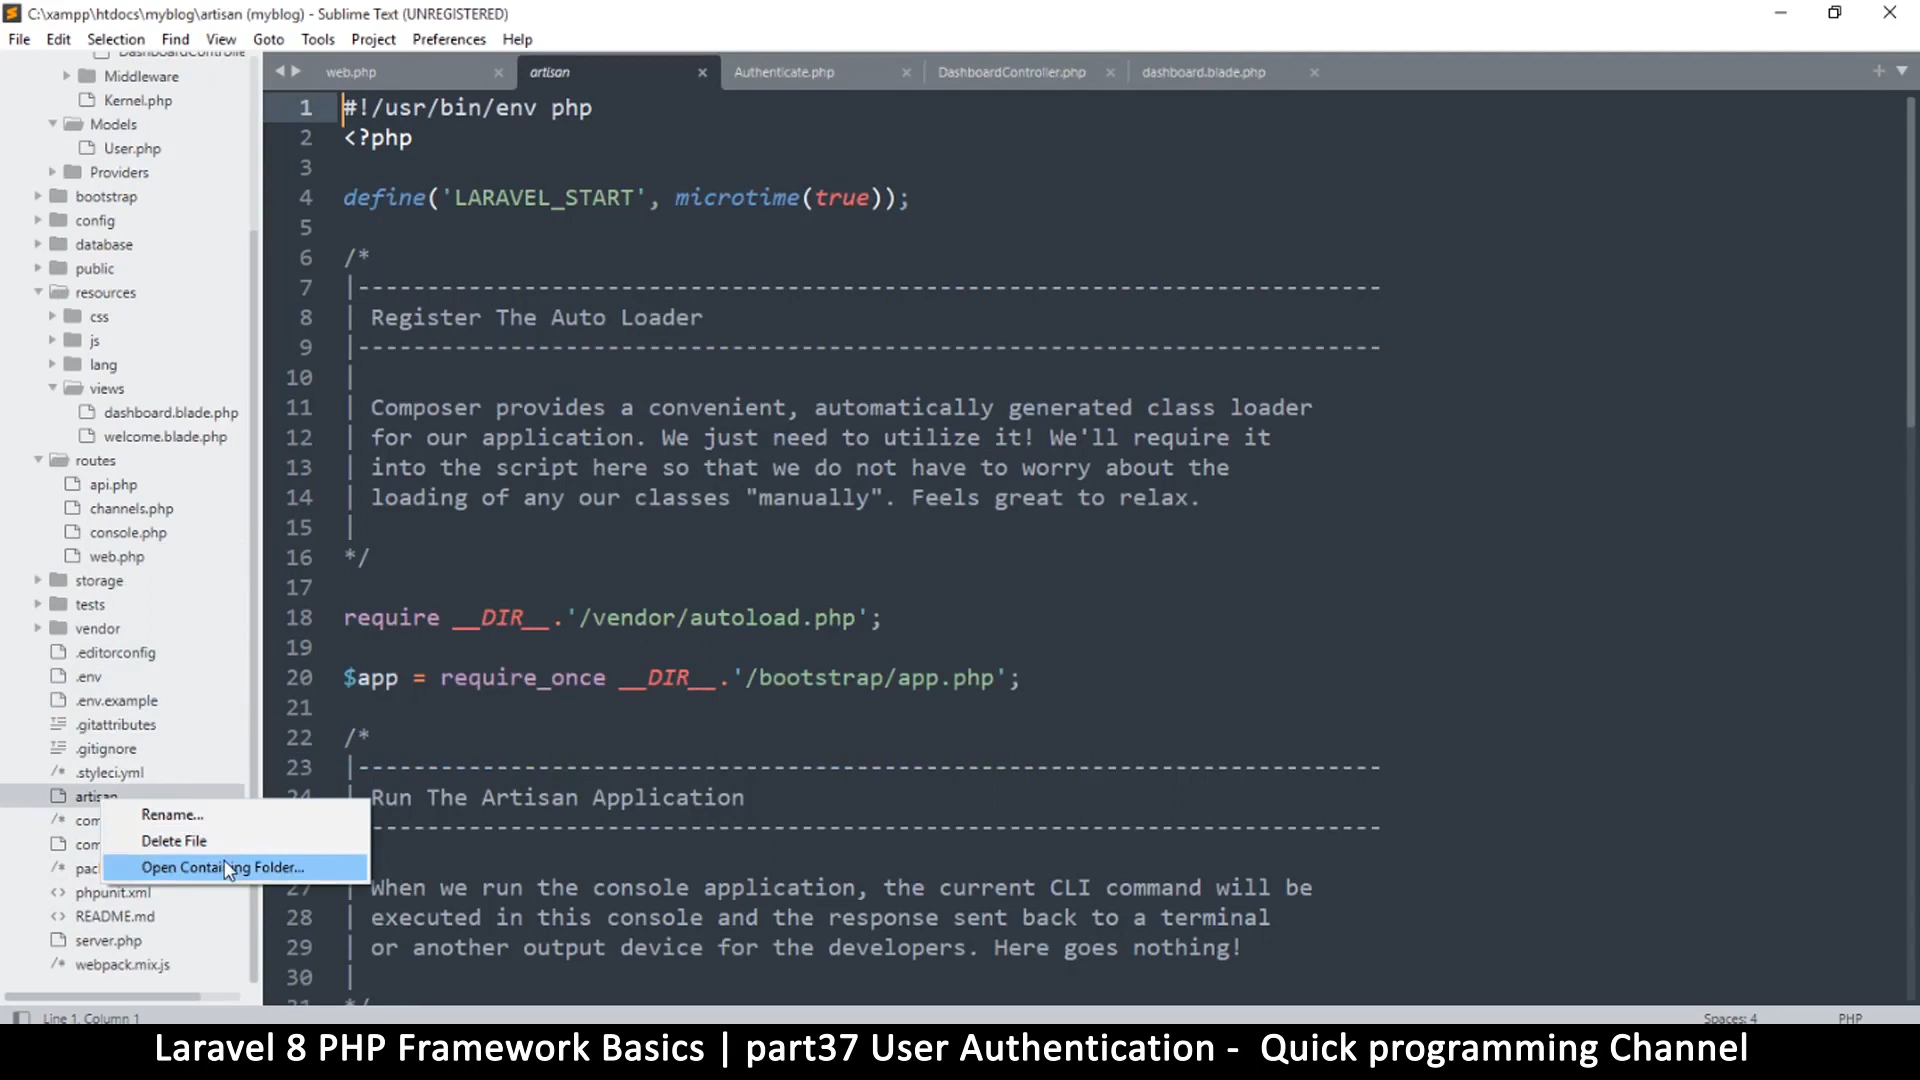 C:\xampp\htdocs\myblog\artisan (myblog) - Sublime Text (UNREGISTERED)
File Edit Selection Find View Goto Tools Project Preferences Help
web.php
artisan
Authenticate.php
DashboardController.php
dashboard.blade.php
DashboardControlle
Middleware
Kernel.php
Models
User.php
Providers
bootstrap
config
database
public
resources
css
js
lang
views
dashboard.blade.php
welcome.blade.php
routes
api.php
channels.php
console.php
web.php
storage
tests
vendor
.editorconfig
.env
.env.example
.gitattributes
.gitignore
.styleci.yml
artisan
com
com
pac
phpunit.xml
README.md
server.php
webpack.mix.js
Rename...
Delete File
Open Containing Folder...
1 #!/usr/bin/env php
2 <?php
3
4 define('LARAVEL_START', microtime(true));
5
6 /*
7 |--------------------------------------------------------------------------
8 | Register The Auto Loader
9 |--------------------------------------------------------------------------
10 |
11 | Composer provides a convenient, automatically generated class loader
12 | for our application. We just need to utilize it! We'll require it
13 | into the script here so that we do not have to worry about the
14 | loading of any our classes "manually". Feels great to relax.
15 |
16 */
17
18 require __DIR__.'/vendor/autoload.php';
19
20 $app = require_once __DIR__.'/bootstrap/app.php';
21
22 /*
23 |--------------------------------------------------------------------------
24 Run The Artisan Application
--------------------------------------------------------------------------
27 When we run the console application, the current CLI command will be
28 | executed in this console and the response sent back to a terminal
29 | or another output device for the developers. Here goes nothing!
30 |
31 */
Line 1, Column 1
Spaces: 4
PHP
Laravel 8 PHP Framework Basics | part37 User Authentication - Quick programming Channel